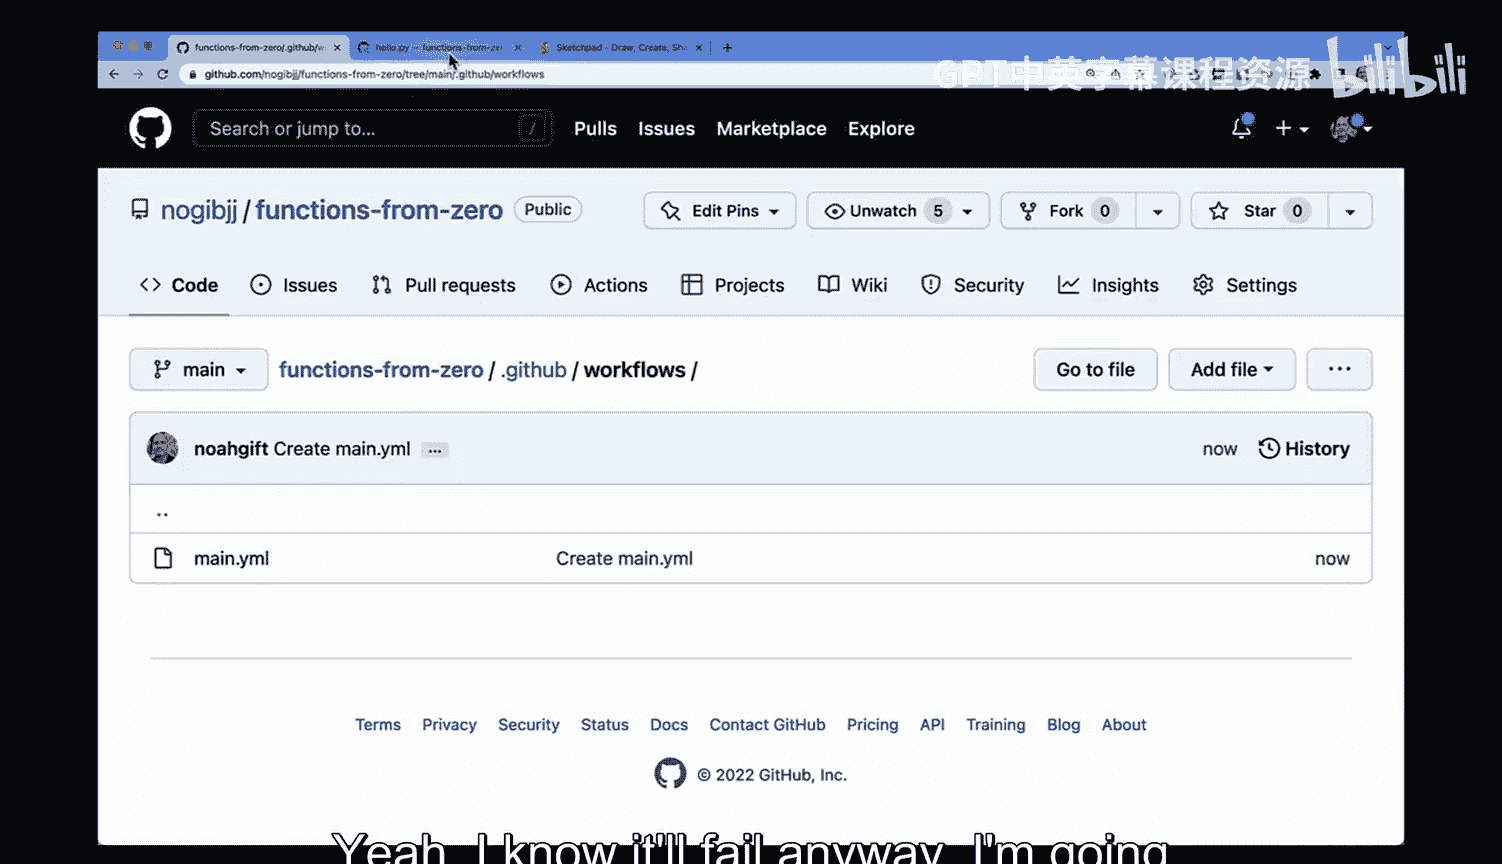 functions-from-zero/.github/w
hello.py - functions-from-ze
Sketchpad - Draw, Create, Sha
github.com/nogibjj/functions-from-zero/tree/main/.github/workflows
GPT中英字幕课程资源 bilibili
Search or jump to... /
Pulls Issues Marketplace Explore
nogibjj / functions-from-zero Public
Edit Pins Unwatch 5 Fork 0 Star 0
Code Issues Pull requests Actions Projects Wiki Security Insights Settings
main functions-from-zero / .github / workflows / Go to file Add file ...
noahgift Create main.yml ... now History
..
main.yml Create main.yml now
Terms Privacy Security Status Docs Contact GitHub Pricing API Training Blog About
© 2022 GitHub, Inc.
Yeah, I know it'll fail anyway, I'm going